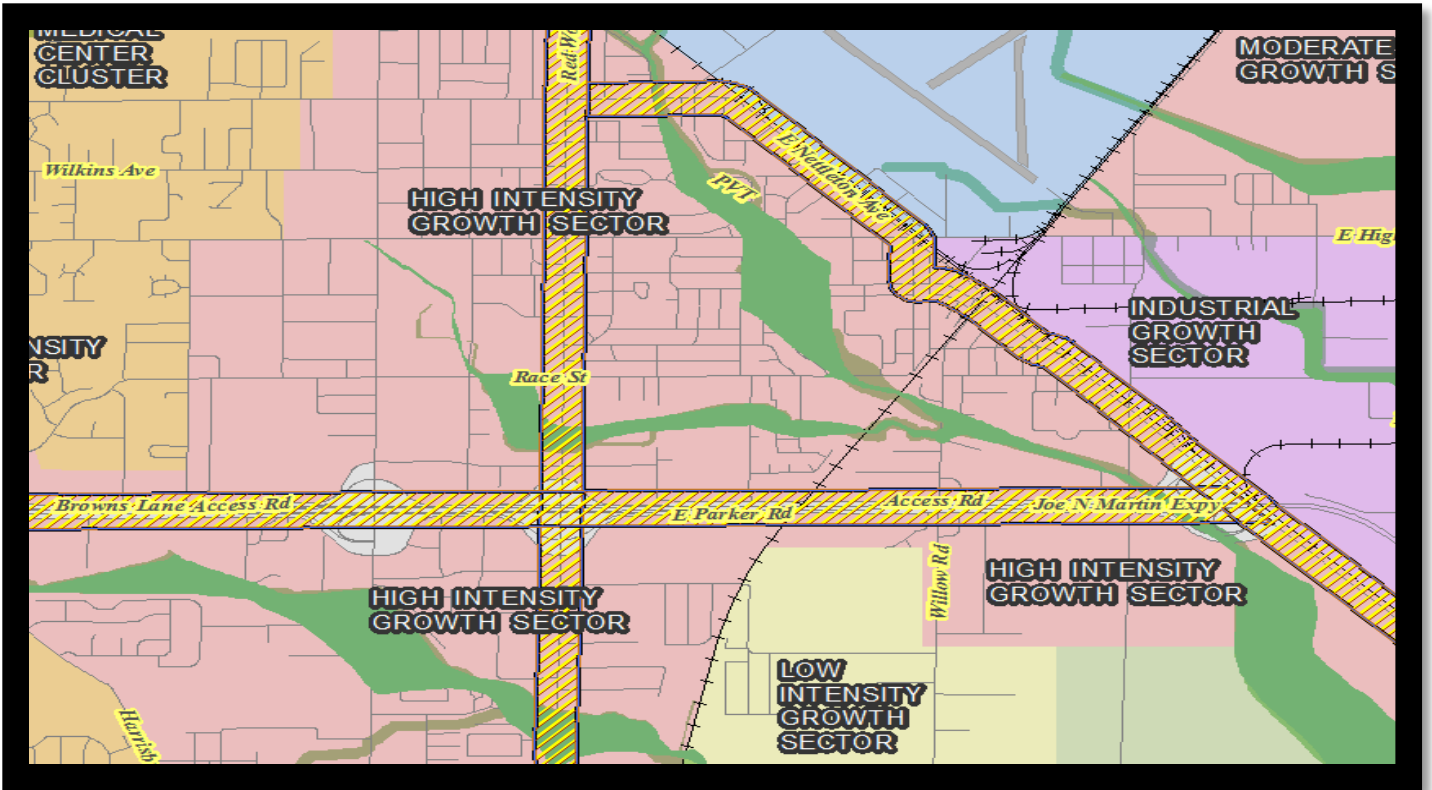 MEDICAL
CENTER
CLUSTER
MODERATE
GROWTH S
Wilkins Ave
E Nettleton Ave
PVT
HIGH INTENSITY
GROWTH SECTOR
E Hig
INDUSTRIAL
GROWTH
SECTOR
NSITY
R
Race St
Browns Lane Access Rd
E Parker Rd
Access Rd
Joe N Martin Expy
Willow Rd
HIGH INTENSITY
GROWTH SECTOR
HIGH INTENSITY
GROWTH SECTOR
LOW
INTENSITY
GROWTH
SECTOR
Harrisb